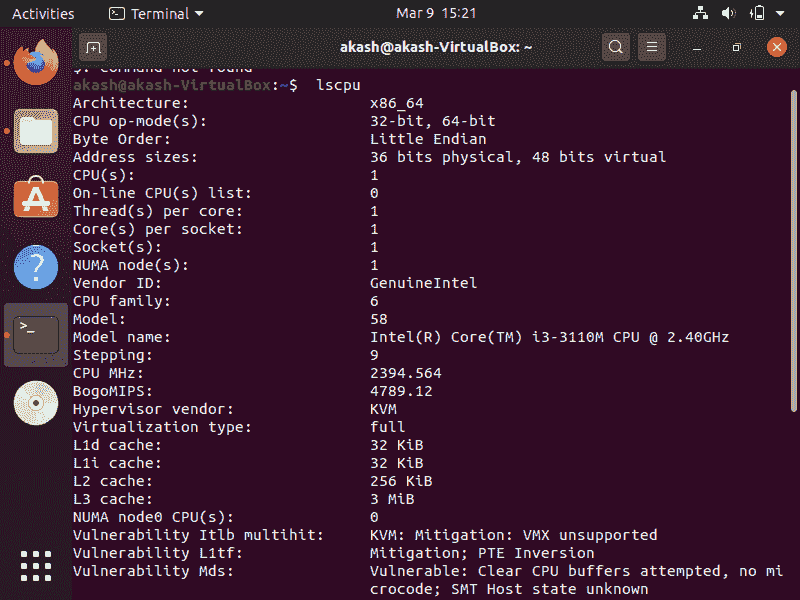 Activities Terminal Mar 9 15:21
akash@akash-VirtualBox: ~
$: command not found
akash@akash-VirtualBox:~$ lscpu
Architecture: x86_64
CPU op-mode(s): 32-bit, 64-bit
Byte Order: Little Endian
Address sizes: 36 bits physical, 48 bits virtual
CPU(s): 1
On-line CPU(s) list: 0
Thread(s) per core: 1
Core(s) per socket: 1
Socket(s): 1
NUMA node(s): 1
Vendor ID: GenuineIntel
CPU family: 6
Model: 58
Model name: Intel(R) Core(TM) i3-3110M CPU @ 2.40GHz
Stepping: 9
CPU MHz: 2394.564
BogoMIPS: 4789.12
Hypervisor vendor: KVM
Virtualization type: full
L1d cache: 32 KiB
L1i cache: 32 KiB
L2 cache: 256 KiB
L3 cache: 3 MiB
NUMA node0 CPU(s): 0
Vulnerability Itlb multihit: KVM: Mitigation: VMX unsupported
Vulnerability L1tf: Mitigation; PTE Inversion
Vulnerability Mds: Vulnerable: Clear CPU buffers attempted, no mi
crocode; SMT Host state unknown